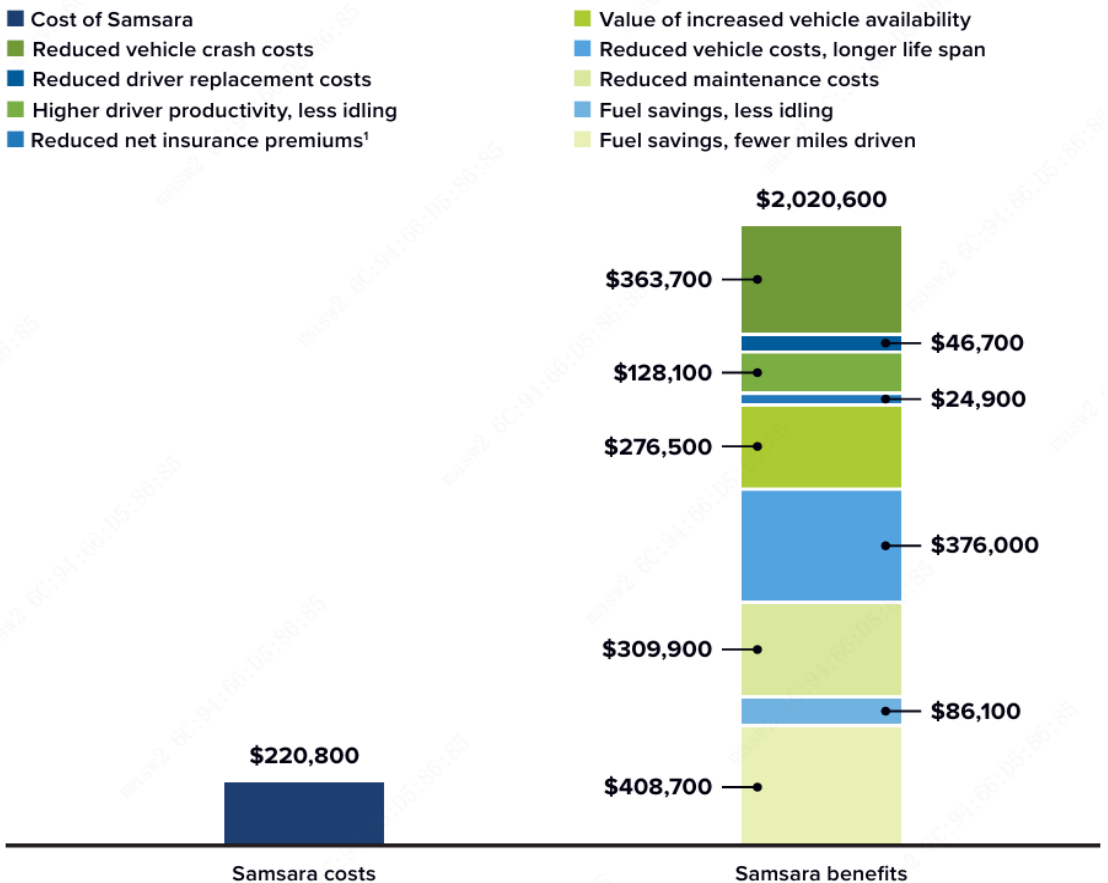 Cost of Samsara
Reduced vehicle crash costs
Reduced driver replacement costs
Higher driver productivity, less idling
Reduced net insurance premiums¹
Value of increased vehicle availability
Reduced vehicle costs, longer life span
Reduced maintenance costs
Fuel savings, less idling
Fuel savings, fewer miles driven
$2,020,600
$363,700
$46,700
$128,100
$24,900
$276,500
$376,000
$309,900
$86,100
$220,800
$408,700
Samsara costs
Samsara benefits